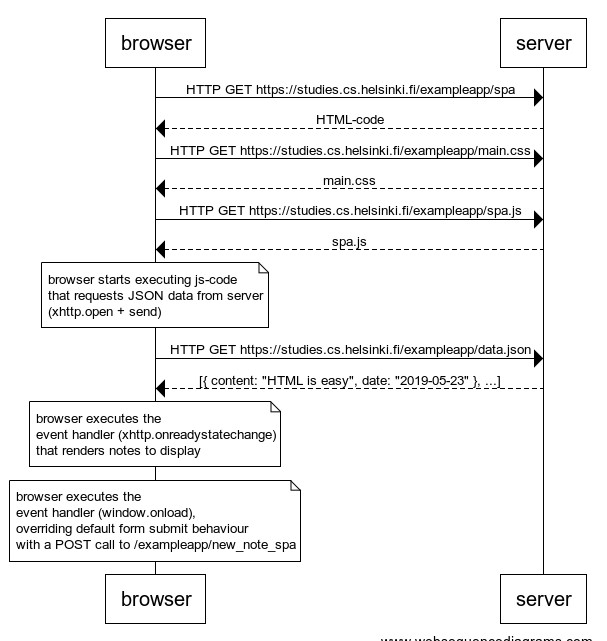 browser
server
HTTP GET https://studies.cs.helsinki.fi/exampleapp/spa
HTML-code
HTTP GET https://studies.cs.helsinki.fi/exampleapp/main.css
main.css
HTTP GET https://studies.cs.helsinki.fi/exampleapp/spa.js
spa.js
browser starts executing js-code
that requests JSON data from server
(xhttp.open + send)
HTTP GET https://studies.cs.helsinki.fi/exampleapp/data.json
[{ content: "HTML is easy", date: "2019-05-23" }, ...]
browser executes the
event handler (xhttp.onreadystatechange)
that renders notes to display
browser executes the
event handler (window.onload),
overriding default form submit behaviour
with a POST call to /exampleapp/new_note_spa
browser
server
www.websequencediagrams.com